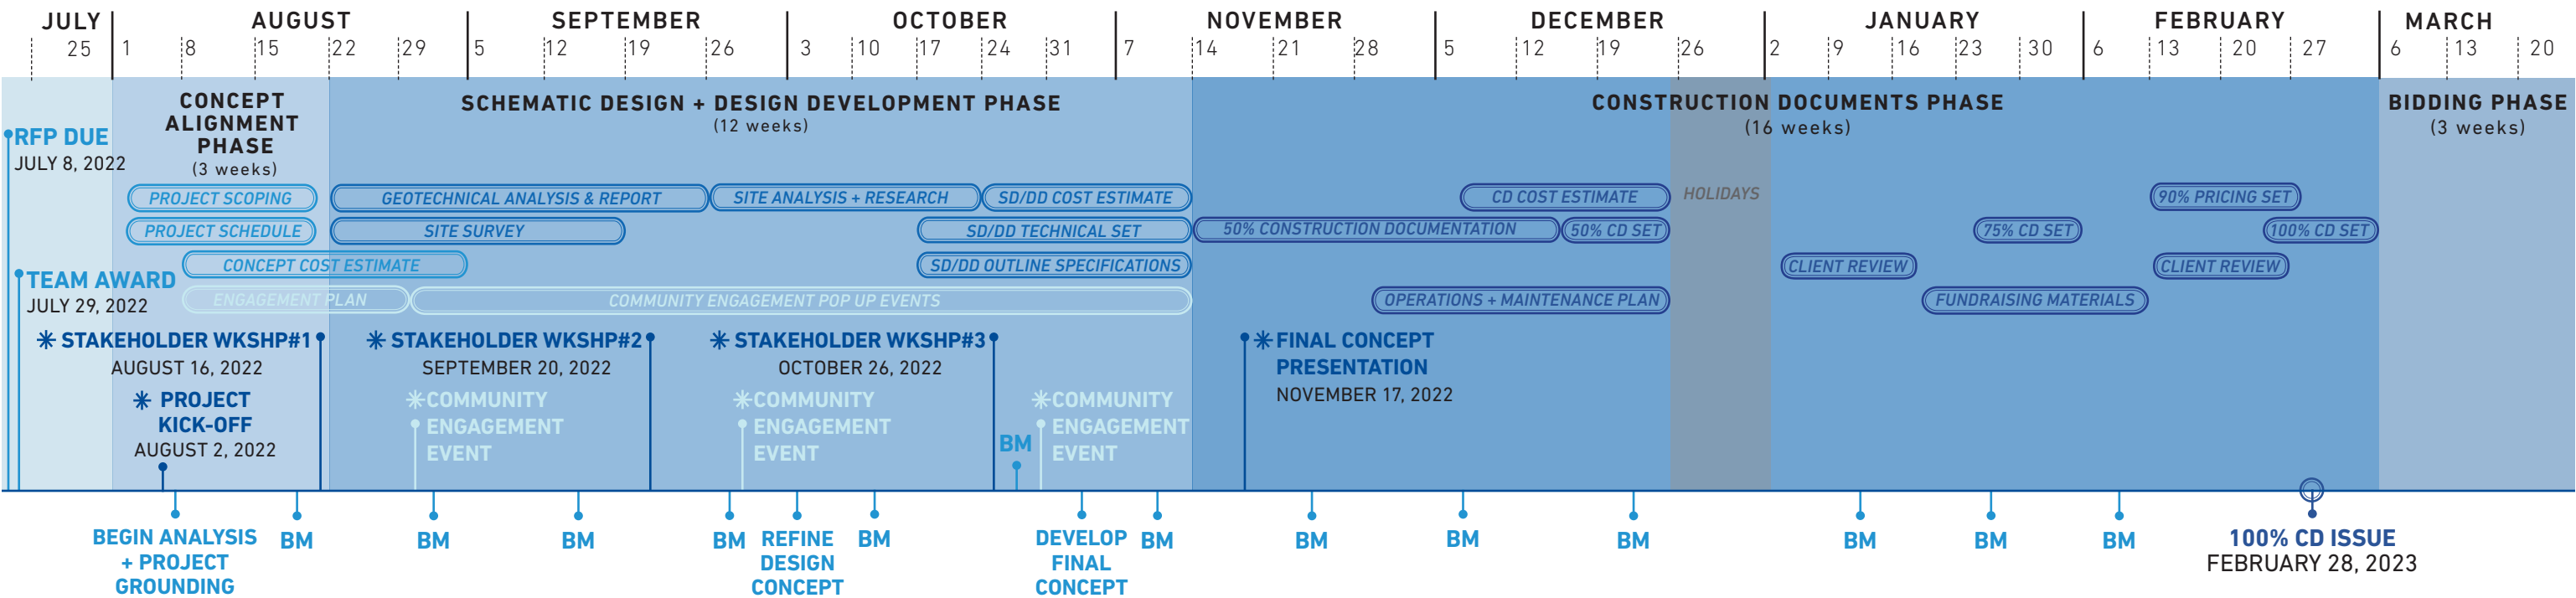 JULY AUGUST SEPTEMBER OCTOBER NOVEMBER DECEMBER JANUARY FEBRUARY MARCH
25 1 8 15 22 29 5 12 19 26 3 10 17 24 31 7 14 21 28 5 12 19 26 2 9 16 23 30 6 13 20 27 6 13 20
CONCEPT
ALIGNMENT
PHASE
(3 weeks)
SCHEMATIC DESIGN + DESIGN DEVELOPMENT PHASE
(12 weeks)
CONSTRUCTION DOCUMENTS PHASE
(16 weeks)
BIDDING PHASE
(3 weeks)
RFP DUE
JULY 8, 2022
PROJECT SCOPING GEOTECHNICAL ANALYSIS & REPORT SITE ANALYSIS + RESEARCH SD/DD COST ESTIMATE CD COST ESTIMATE HOLIDAYS 90% PRICING SET
PROJECT SCHEDULE SITE SURVEY SD/DD TECHNICAL SET 50% CONSTRUCTION DOCUMENTATION 50% CD SET 75% CD SET 100% CD SET
CONCEPT COST ESTIMATE SD/DD OUTLINE SPECIFICATIONS CLIENT REVIEW CLIENT REVIEW
TEAM AWARD
JULY 29, 2022
ENGAGEMENT PLAN COMMUNITY ENGAGEMENT POP UP EVENTS OPERATIONS + MAINTENANCE PLAN FUNDRAISING MATERIALS
STAKEHOLDER WKSHP#1
AUGUST 16, 2022
STAKEHOLDER WKSHP#2
SEPTEMBER 20, 2022
STAKEHOLDER WKSHP#3
OCTOBER 26, 2022
FINAL CONCEPT
PRESENTATION
NOVEMBER 17, 2022
PROJECT
KICK-OFF
AUGUST 2, 2022
COMMUNITY
ENGAGEMENT
EVENT
COMMUNITY
ENGAGEMENT
EVENT
BM
COMMUNITY
ENGAGEMENT
EVENT
BEGIN ANALYSIS
+ PROJECT
GROUNDING
BM
BM
BM
BM
REFINE
DESIGN
CONCEPT
BM
DEVELOP
FINAL
CONCEPT
BM
BM
BM
BM
BM
BM
BM
100% CD ISSUE
FEBRUARY 28, 2023